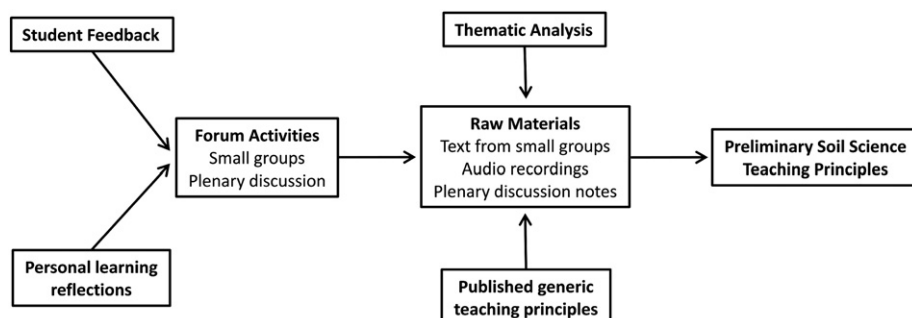 Student Feedback
Thematic Analysis
Forum Activities
Small groups
Plenary discussion
Raw Materials
Text from small groups
Audio recordings
Plenary discussion notes
Preliminary Soil Science
Teaching Principles
Personal learning
reflections
Published generic
teaching principles